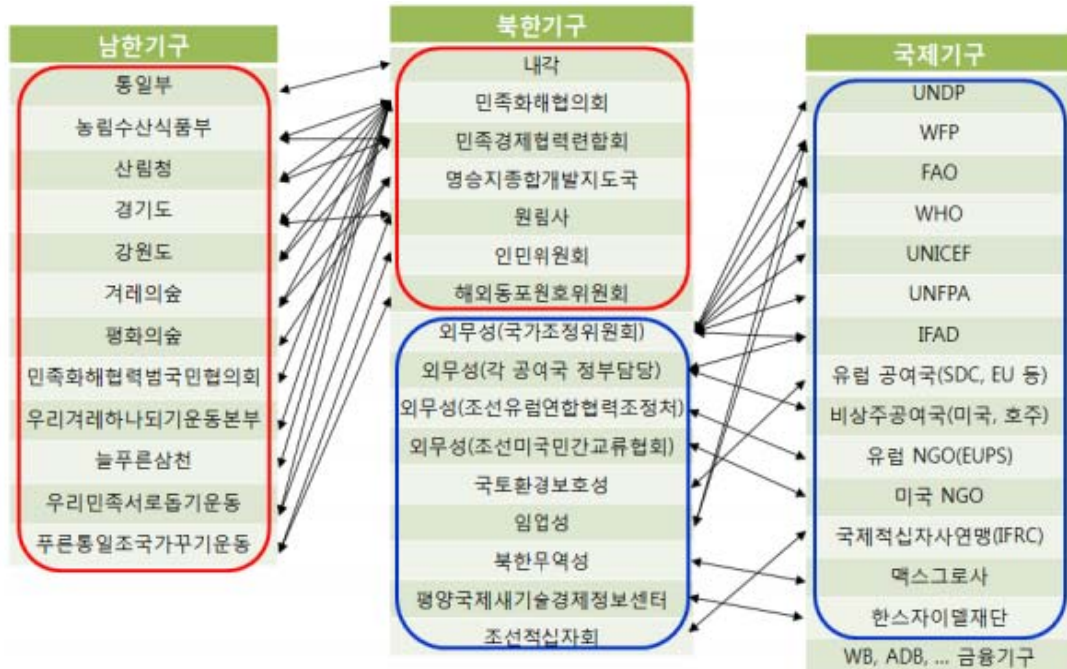 남한기구
통일부
농림수산식품부
산림청
경기도
강원도
겨레의숲
평화의숲
민족화해협력범국민협의회
우리겨레하나되기운동본부
늘푸른삼천
우리민족서로돕기운동
푸른통일조국가꾸기운동
북한기구
내각
민족화해협의회
민족경제협력련합회
명승지종합개발지도국
원림사
인민위원회
해외동포원호위원회
외무성(국가조정위원회)
외무성(각 공여국 정부담당)
외무성(조선유럽연합협력조정처)
외무성(조선미국민간교류협회)
국토환경보호성
임업성
북한무역성
평양국제새기술경제정보센터
조선적십자회
국제기구
UNDP
WFP
FAO
WHO
UNICEF
UNFPA
IFAD
유럽 공여국(SDC, EU 등)
비상주공여국(미국, 호주)
유럽 NGO(EUPS)
미국 NGO
국제적십자사연맹(IFRC)
맥스그로사
한스자이델재단
WB, ADB, ... 금융기구